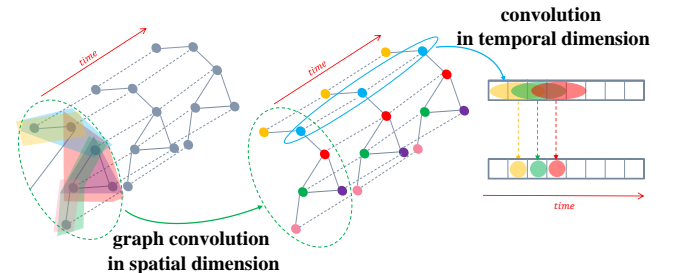 convolution
in temporal dimension
time
time
time
graph convolution
in spatial dimension